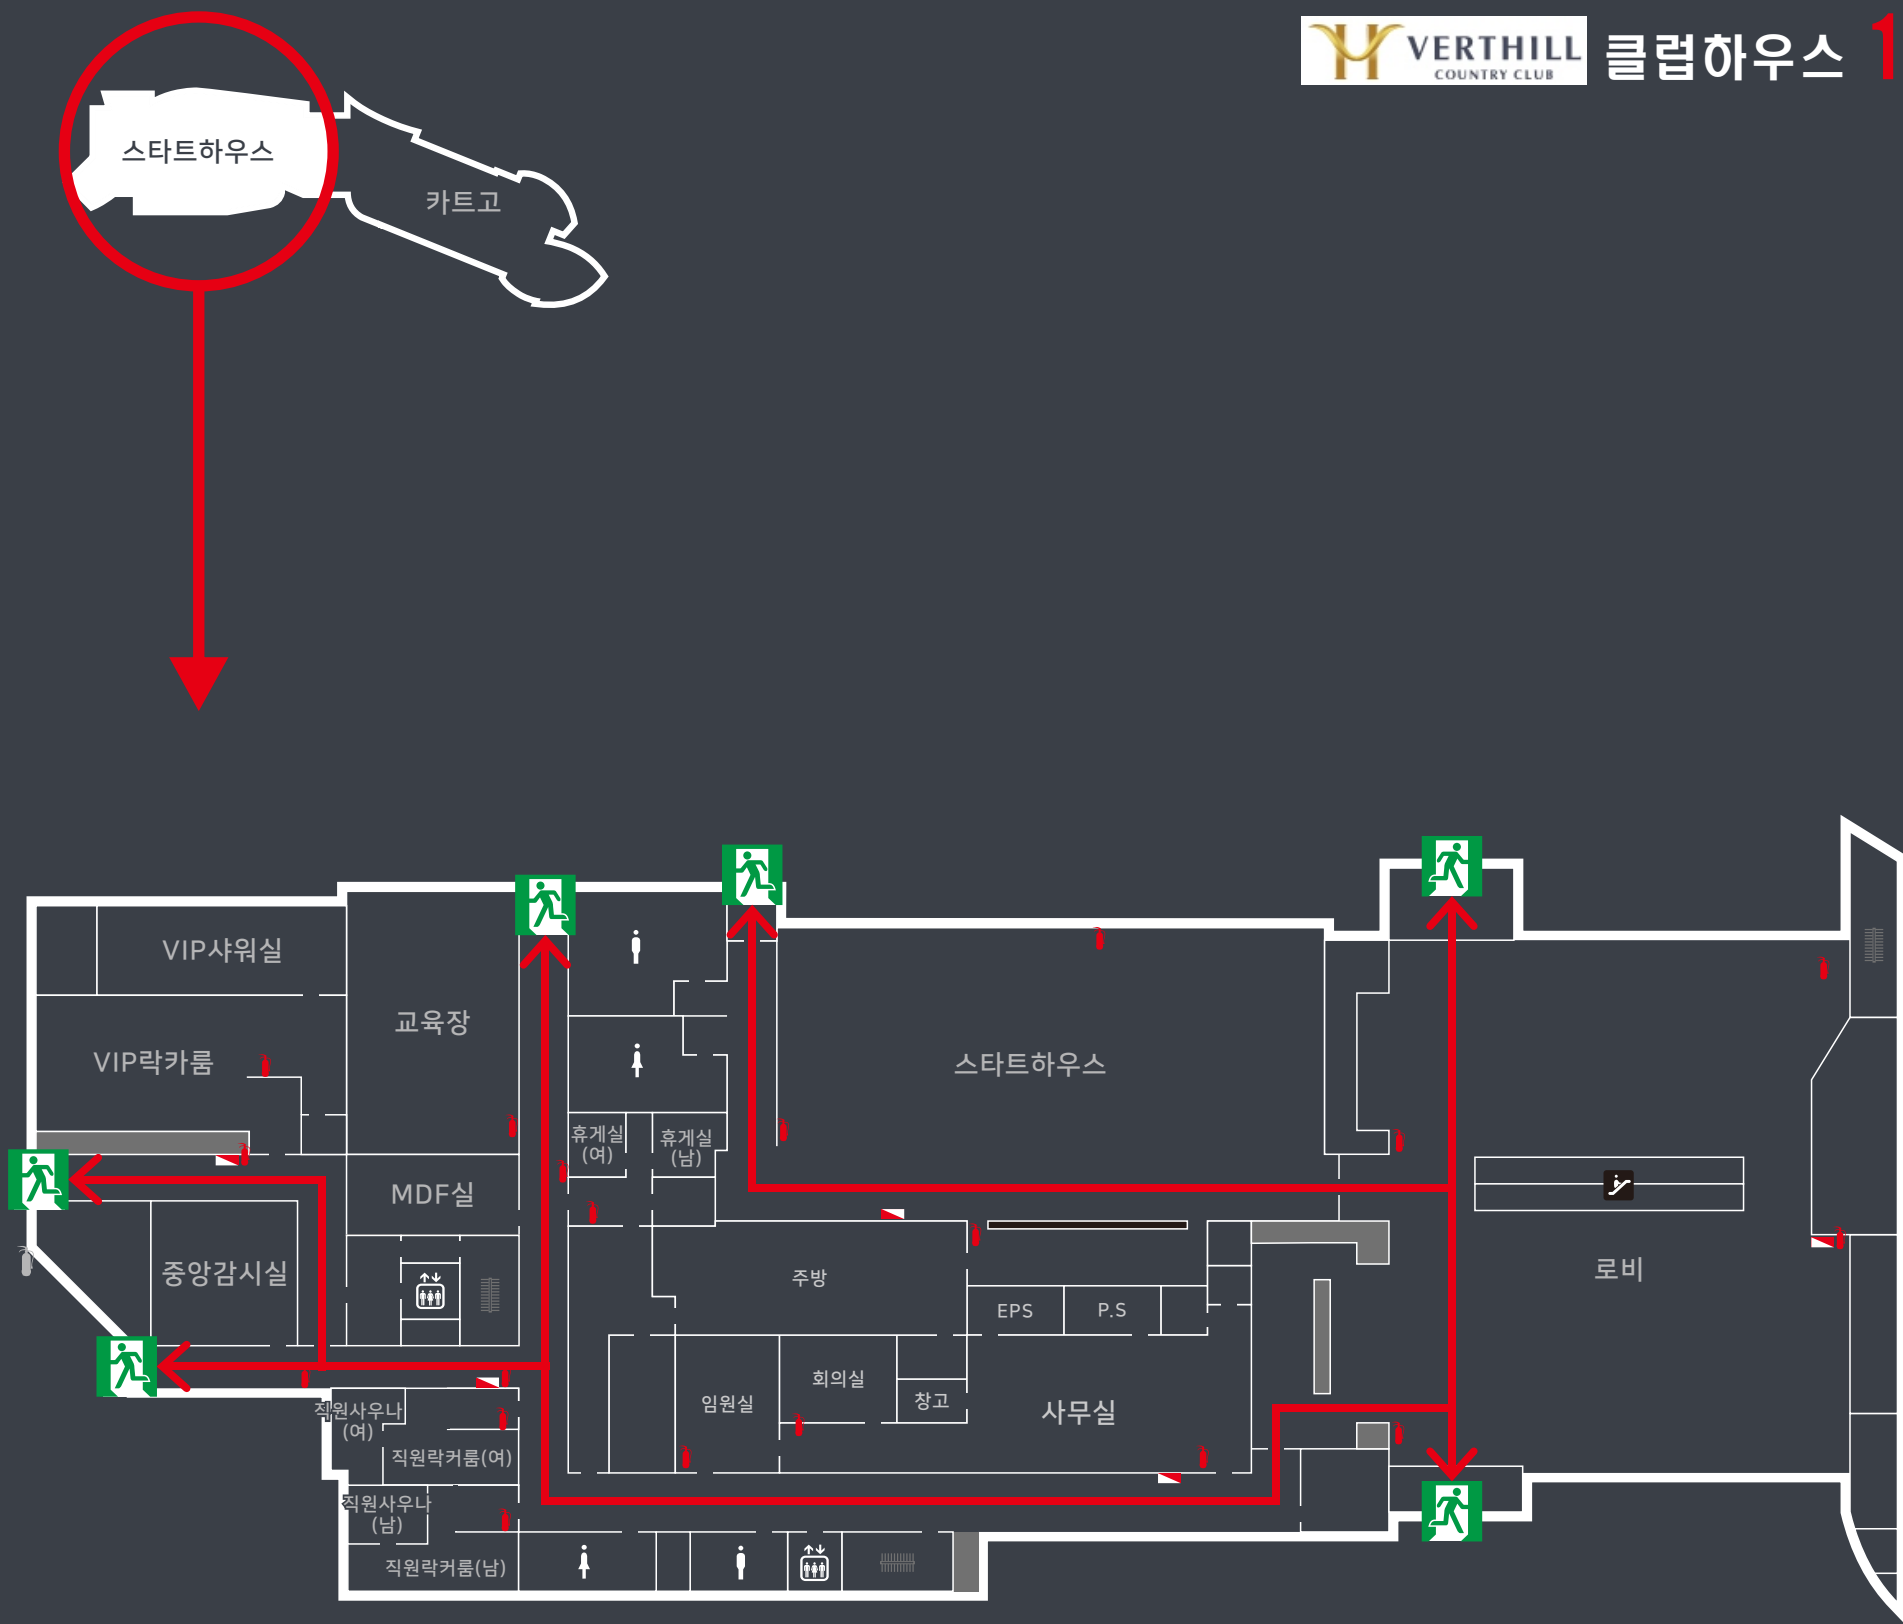 VERTHILL
COUNTRY CLUB
클럽하우스 1
스타트하우스
카트고
VIP샤워실
교육장
VIP락카룸
스타트하우스
휴게실
(여)
휴게실
(남)
MDF실
중앙감시실
로비
주방
EPS
P.S
회의실
임원실
창고
사무실
직원사우나
(여)
직원락커룸(여)
직원사우나
(남)
직원락커룸(남)